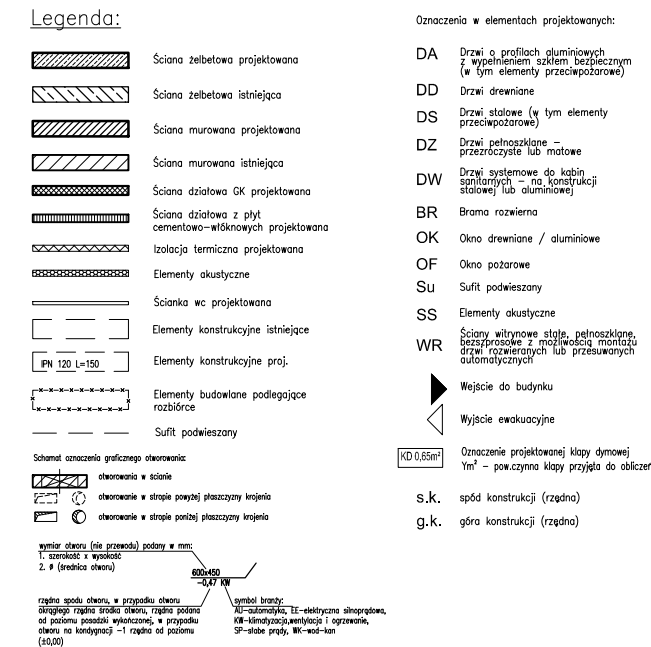 Legenda:
Ściana żelbetowa projektowana
Ściana żelbetowa istniejąca
Ściana murowana projektowana
Ściana murowana istniejąca
Ściana działowa GK projektowana
Ściana działowa z płyt
cementowo-włóknowych projektowana
Izolacja termiczna projektowana
Elementy akustyczne
Ścianka wc projektowana
Elementy konstrukcyjne istniejące
IPN 120 L=150 Elementy konstrukcyjne proj.
Elementy budowlane podlegające
rozbiórce
Sufit podwieszany
Schamat oznaczenia graficznego otworowania:
otworowania w ścianie
otworowanie w stropie powyżej płaszczyzny krojenia
otworowanie w stropie poniżej płaszczyzny krojenia
wymiar otworu (nie przewodu) podany w mm:
1. szerokość x wysokość
2. ø (średnica otworu)
600x450
-0,47 KW
rzędna spodu otworu, w przypadku otworu
okrągłego rzędna środka otworu, rzędna podana
od poziomu posadzki wykończonej, w przypadku
otworu na kondygnacji -1 rzędna od poziomu
(±0,00)
symbol branży:
AU-automatyka, EE-elektryczna silnoprądowa,
KW-klimatyzacja,wentylacja i ogrzewanie,
SP-słabe prądy, WK-wod-kan
Oznaczenia w elementach projektowanych:
DA Drzwi o profilach aluminiowych
z wypełnieniem szkłem bezpiecznym
(w tym elementy przeciwpożarowe)
DD Drzwi drewniane
DS Drzwi stalowe (w tym elementy
przeciwpożarowe)
DZ Drzwi pełnoszklane –
przezroczyste lub matowe
DW Drzwi systemowe do kabin
sanitarnych – na konstrukcji
stalowej lub aluminiowej
BR Brama rozwierna
OK Okno drewniane / aluminiowe
OF Okno pożarowe
Su Sufit podwieszany
SS Elementy akustyczne
WR Ściany witrynowe stałe, pełnoszklane,
bezszprosowe z możliwością montażu
drzwi rozwieranych lub przesuwanych
automatycznych
Wejście do budynku
Wyjście ewakuacyjne
KD 0,65m² Oznaczenie projektowanej klapy dymowej
Ym² – pow.czynna klapy przyjęta do obliczeń
s.k. spód konstrukcji (rzędna)
g.k. góra konstrukcji (rzędna)